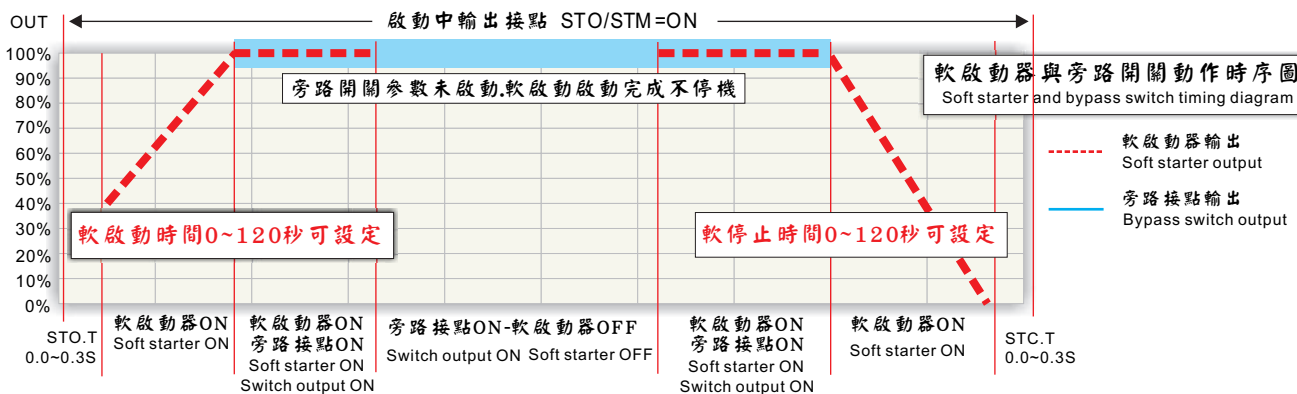 OUT
啟動中輸出接點 STO/STM=ON
100%
90%
80%
70%
60%
50%
40%
30%
20%
10%
0%
旁路開關參數未啟動.軟啟動啟動完成不停機
軟啟動時間0~120秒可設定
軟停止時間0~120秒可設定
軟啟動器與旁路開關動作時序圖
Soft starter and bypass switch timing diagram
軟啟動器輸出
Soft starter output
旁路接點輸出
Bypass switch output
STO.T
0.0~0.3S
軟啟動器ON
Soft starter ON
軟啟動器ON
旁路接點ON
Soft starter ON
Switch output ON
旁路接點ON-軟啟動器OFF
Switch output ON Soft starter OFF
軟啟動器ON
旁路接點ON
Soft starter ON
Switch output ON
軟啟動器ON
Soft starter ON
STC.T
0.0~0.3S